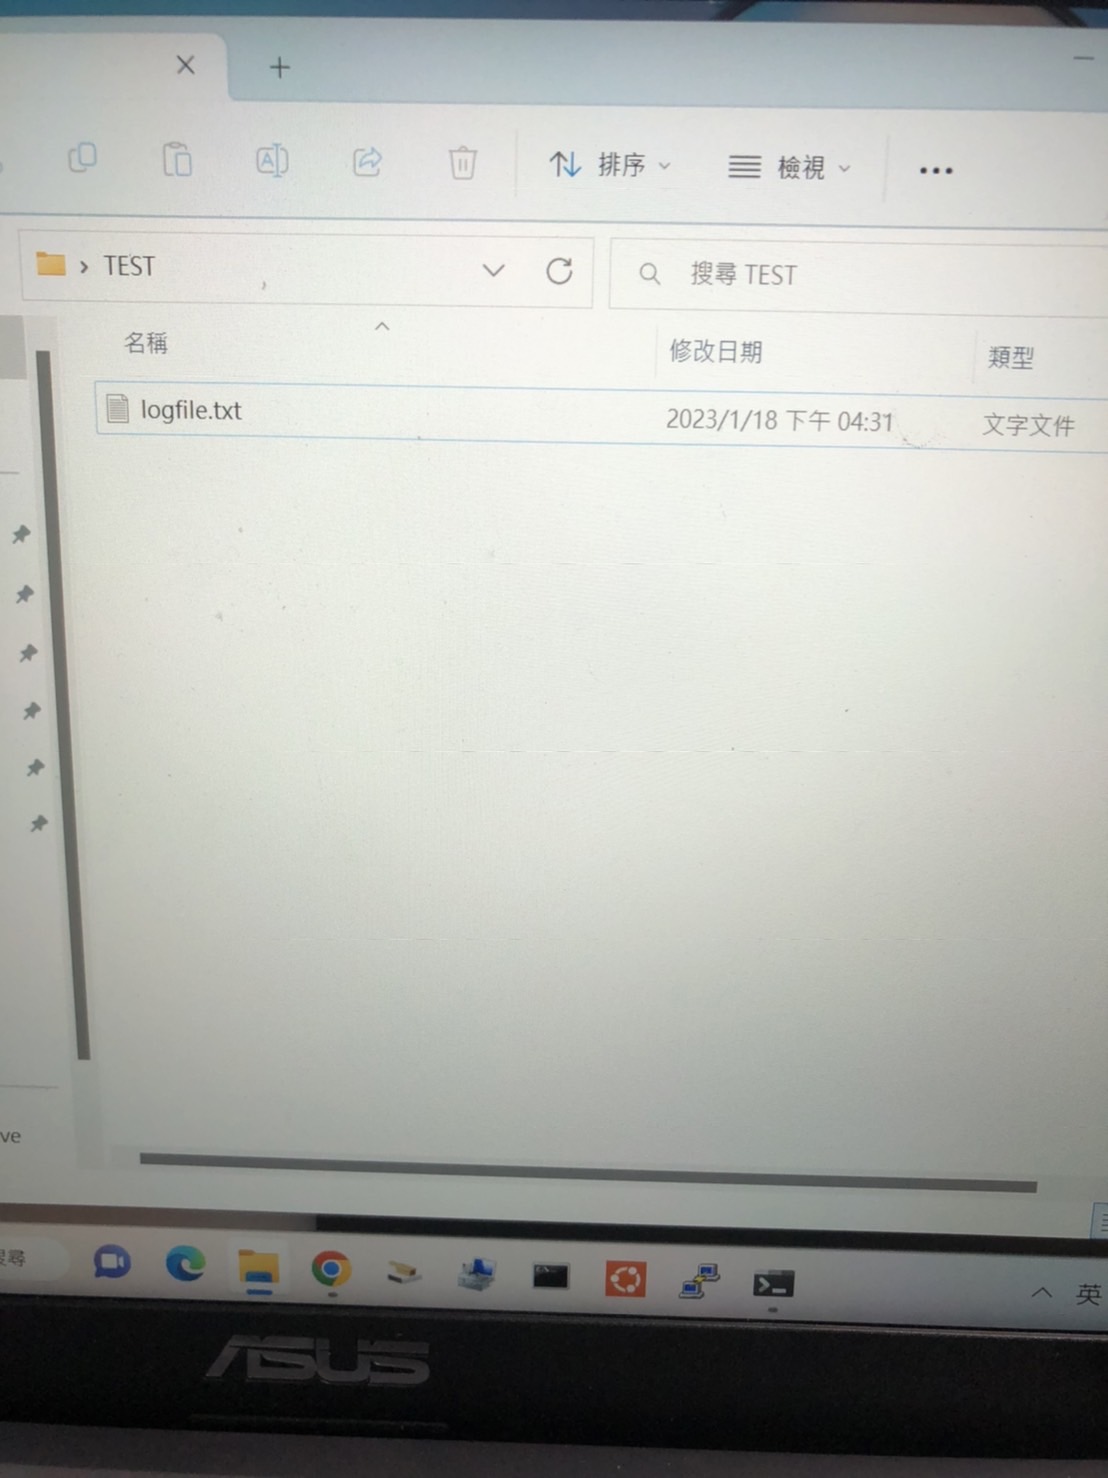 排序
檢視
TEST
搜尋 TEST
名稱
修改日期
類型
logfile.txt
2023/1/18 下午 04:31
文字文件
ve
搜尋
英
ASUS